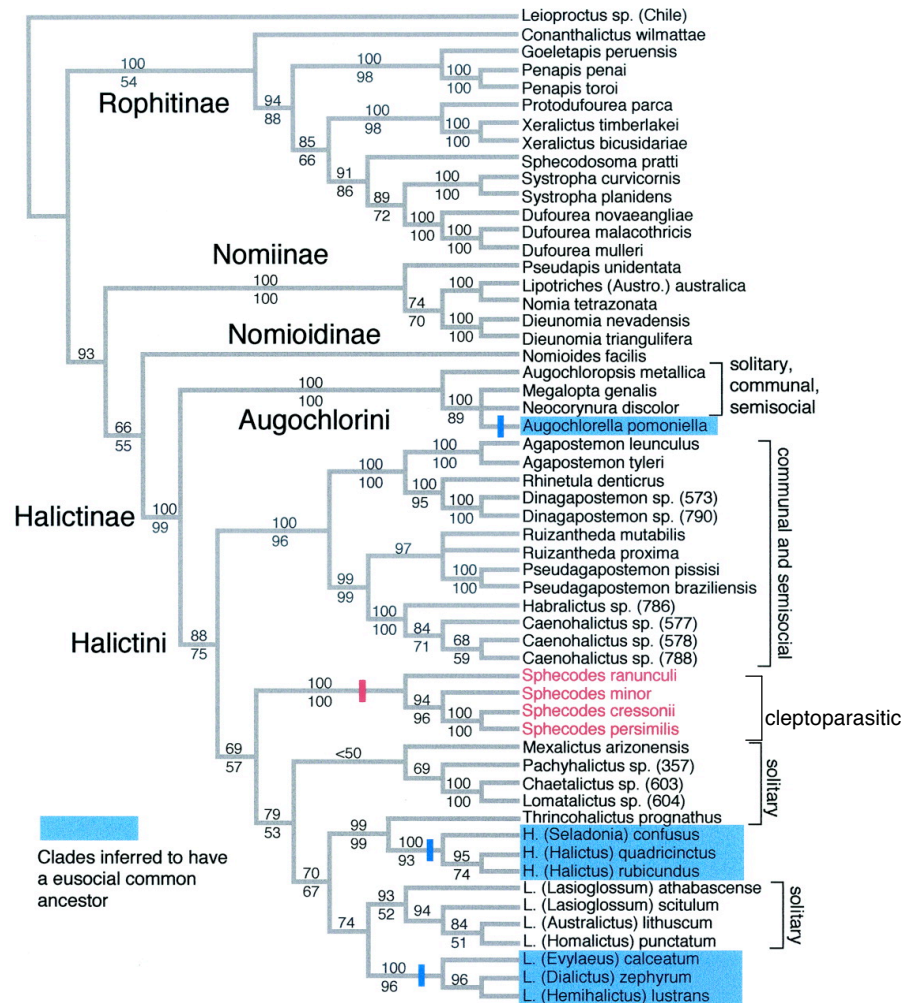 Leioproctus sp. (Chile)
Conanthalictus wilmattae
Goeletapis peruensis
100
98
Penapis penai
100
100
Penapis toroi
100
54
Rophitinae
94
88
Protodufourea parca
100
98
Xeralictus timberlakei
100
100
Xeralictus bicusidariae
85
66
Sphecodosoma pratti
91
86
Systropha curvicornis
100
100
Systropha planidens
89
72
Dufourea novaeangliae
100
100
Dufourea malacothricis
100
100
Dufourea mulleri
Nomiinae
Pseudapis unidentata
100
100
Lipotriches (Austro.) australica
100
Nomia tetrazonata
74
70
Dieunomia nevadensis
100
100
Dieunomia triangulifera
Nomioidinae
93
Nomioides facilis
Augochloropsis metallica
solitary,
communal,
semisocial
100
100
Megalopta genalis
100
89
Neocorynura discolor
Augochlorini
Augochlorella pomoniella
66
55
Agapostemon leunculus
100
100
Agapostemon tyleri
100
100
Rhinetula denticrus
100
95
Dinagapostemon sp. (573)
100
100
Dinagapostemon sp. (790)
communal and semisocial
Halictinae
100
99
100
96
Ruizantheda mutabilis
97
Ruizantheda proxima
Pseudagapostemon pissisi
100
100
Pseudagapostemon braziliensis
99
99
Habralictus sp. (786)
100
100
Caenohalictus sp. (577)
84
71
Caenohalictus sp. (578)
68
59
Caenohalictus sp. (788)
Halictini
88
75
Sphecodes ranunculi
100
100
Sphecodes minor
94
96
Sphecodes cressonii
100
100
Sphecodes persimilis
cleptoparasitic
69
57
Mexalictus arizonensis
<50
Pachyhalictus sp. (357)
69
Chaetalictus sp. (603)
100
100
Lomatalictus sp. (604)
solitary
79
53
Thrincohalictus prognathus
99
99
H. (Seladonia) confusus
100
93
H. (Halictus) quadricinctus
95
74
H. (Halictus) rubicundus
70
67
L. (Lasioglossum) athabascense
93
52
L. (Lasioglossum) scitulum
94
L. (Australictus) lithuscum
84
51
L. (Homalictus) punctatum
solitary
74
L. (Evylaeus) calceatum
100
96
L. (Dialictus) zephyrum
96
L. (Hemihalictus) lustrans
Clades inferred to have
a eusocial common
ancestor